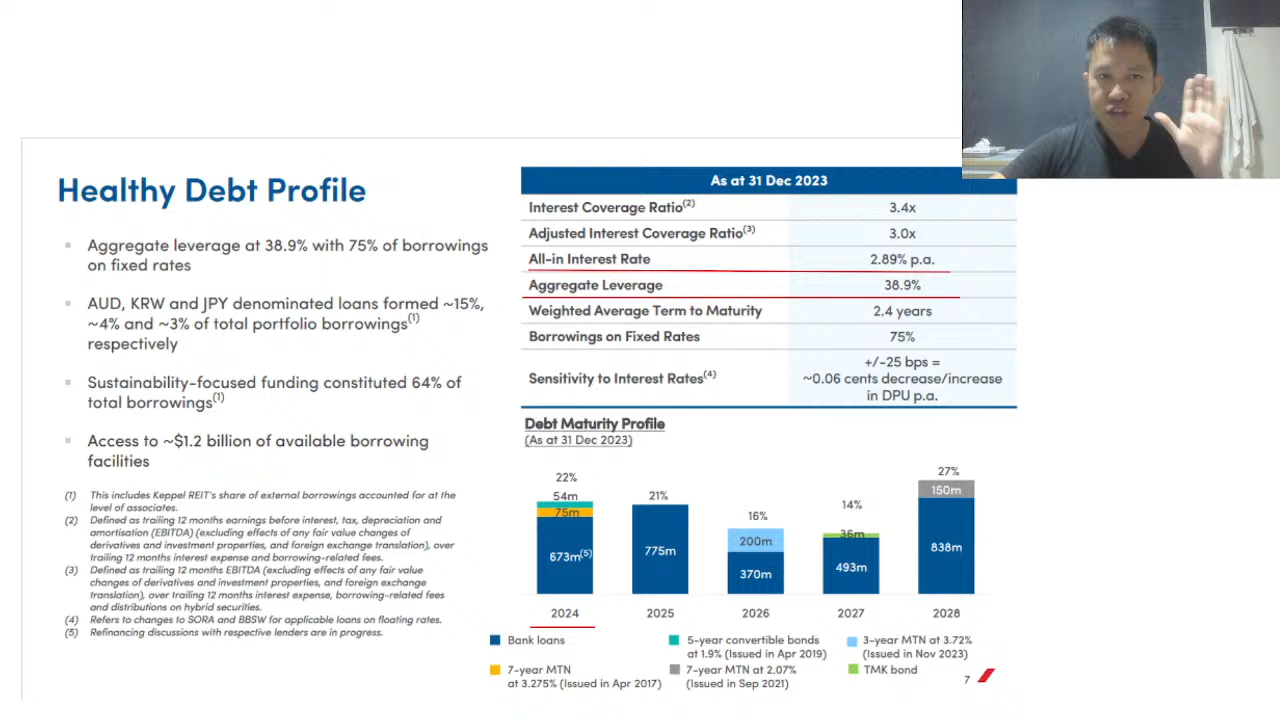 Healthy Debt Profile
Aggregate leverage at 38.9% with 75% of borrowings
on fixed rates
AUD, KRW and JPY denominated loans formed ~15%,
~4% and ~3% of total portfolio borrowings(1)
respectively
Sustainability-focused funding constituted 64% of
total borrowings(1)
Access to ~$1.2 billion of available borrowing
facilities
(1) This includes Keppel REIT's share of external borrowings accounted for at the
level of associates.
(2) Defined as trailing 12 months earnings before interest, tax, depreciation and
amortisation (EBITDA) (excluding effects of any fair value changes of
derivatives and investment properties, and foreign exchange translation), over
trailing 12 months interest expense and borrowing-related fees.
(3) Defined as trailing 12 months EBITDA (excluding effects of any fair value
changes of derivatives and investment properties, and foreign exchange
translation), over trailing 12 months interest expense, borrowing-related fees
and distributions on hybrid securities.
(4) Refers to changes to SORA and BBSW for applicable loans on floating rates.
(5) Refinancing discussions with respective lenders are in progress.
As at 31 Dec 2023
Interest Coverage Ratio(2) 3.4x
Adjusted Interest Coverage Ratio(3) 3.0x
All-in Interest Rate 2.89% p.a.
Aggregate Leverage 38.9%
Weighted Average Term to Maturity 2.4 years
Borrowings on Fixed Rates 75%
Sensitivity to Interest Rates(4) +/-25 bps =
~0.06 cents decrease/increase
in DPU p.a.
Debt Maturity Profile
(As at 31 Dec 2023)
22% 21% 16% 14% 27%
54m
75m
673m(5)
775m
200m
370m
36m
493m
150m
838m
2024 2025 2026 2027 2028
Bank loans
5-year convertible bonds
at 1.9% (Issued in Apr 2019)
3-year MTN at 3.72%
(Issued in Nov 2023)
7-year MTN
at 3.275% (Issued in Apr 2017)
7-year MTN at 2.07%
(Issued in Sep 2021)
TMK bond
7